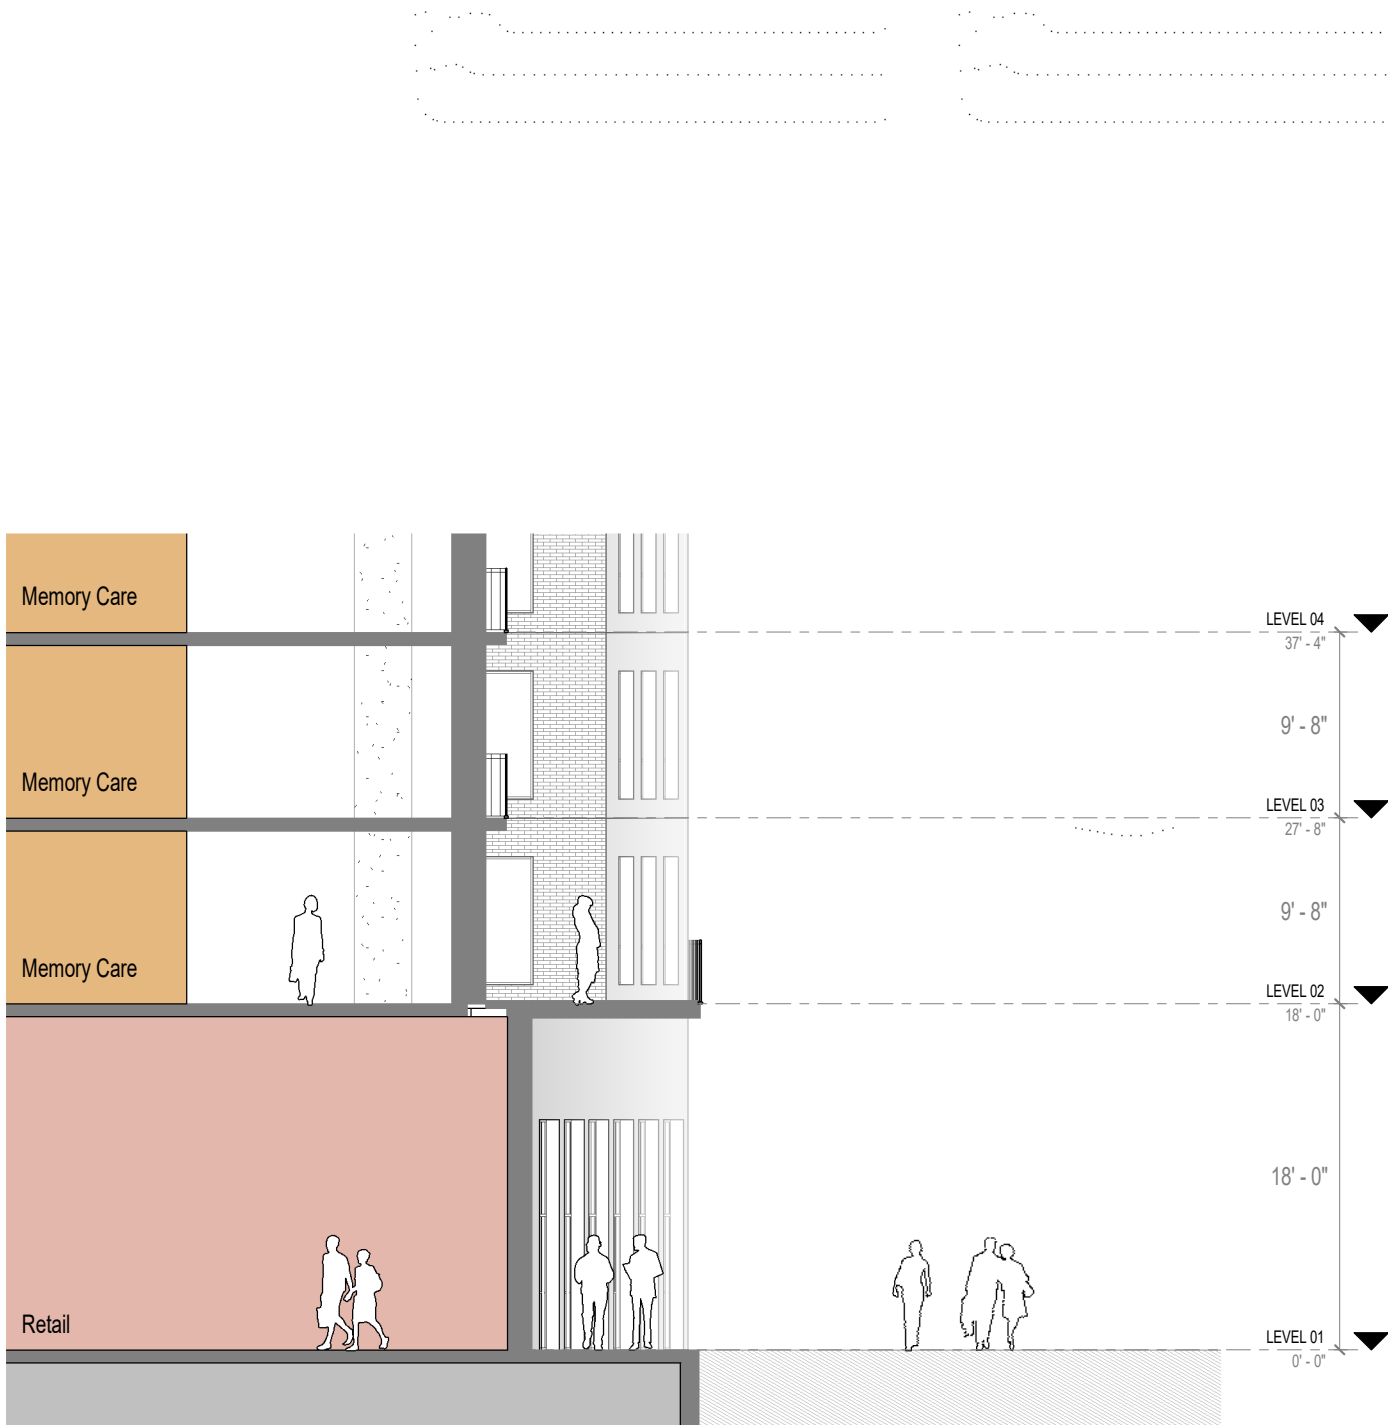 Memory Care
LEVEL 04
37' - 4"
9' - 8"
Memory Care
LEVEL 03
27' - 8"
9' - 8"
Memory Care
LEVEL 02
18' - 0"
18' - 0"
Retail
LEVEL 01
0' - 0"